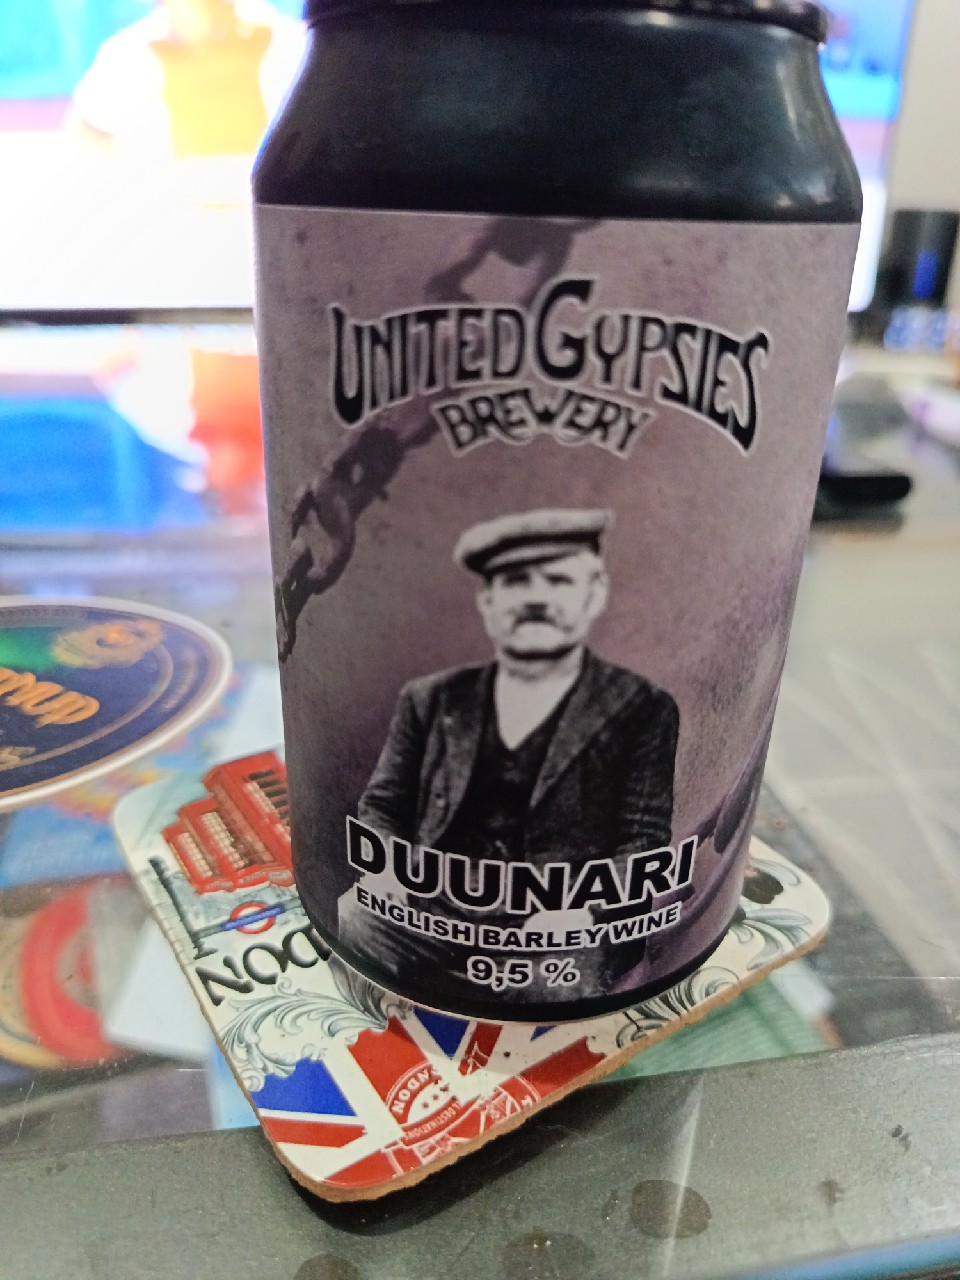 UNITED GYPSIES
BREWERY
DUUNARI
ENGLISH BARLEY WINE
9,5 %